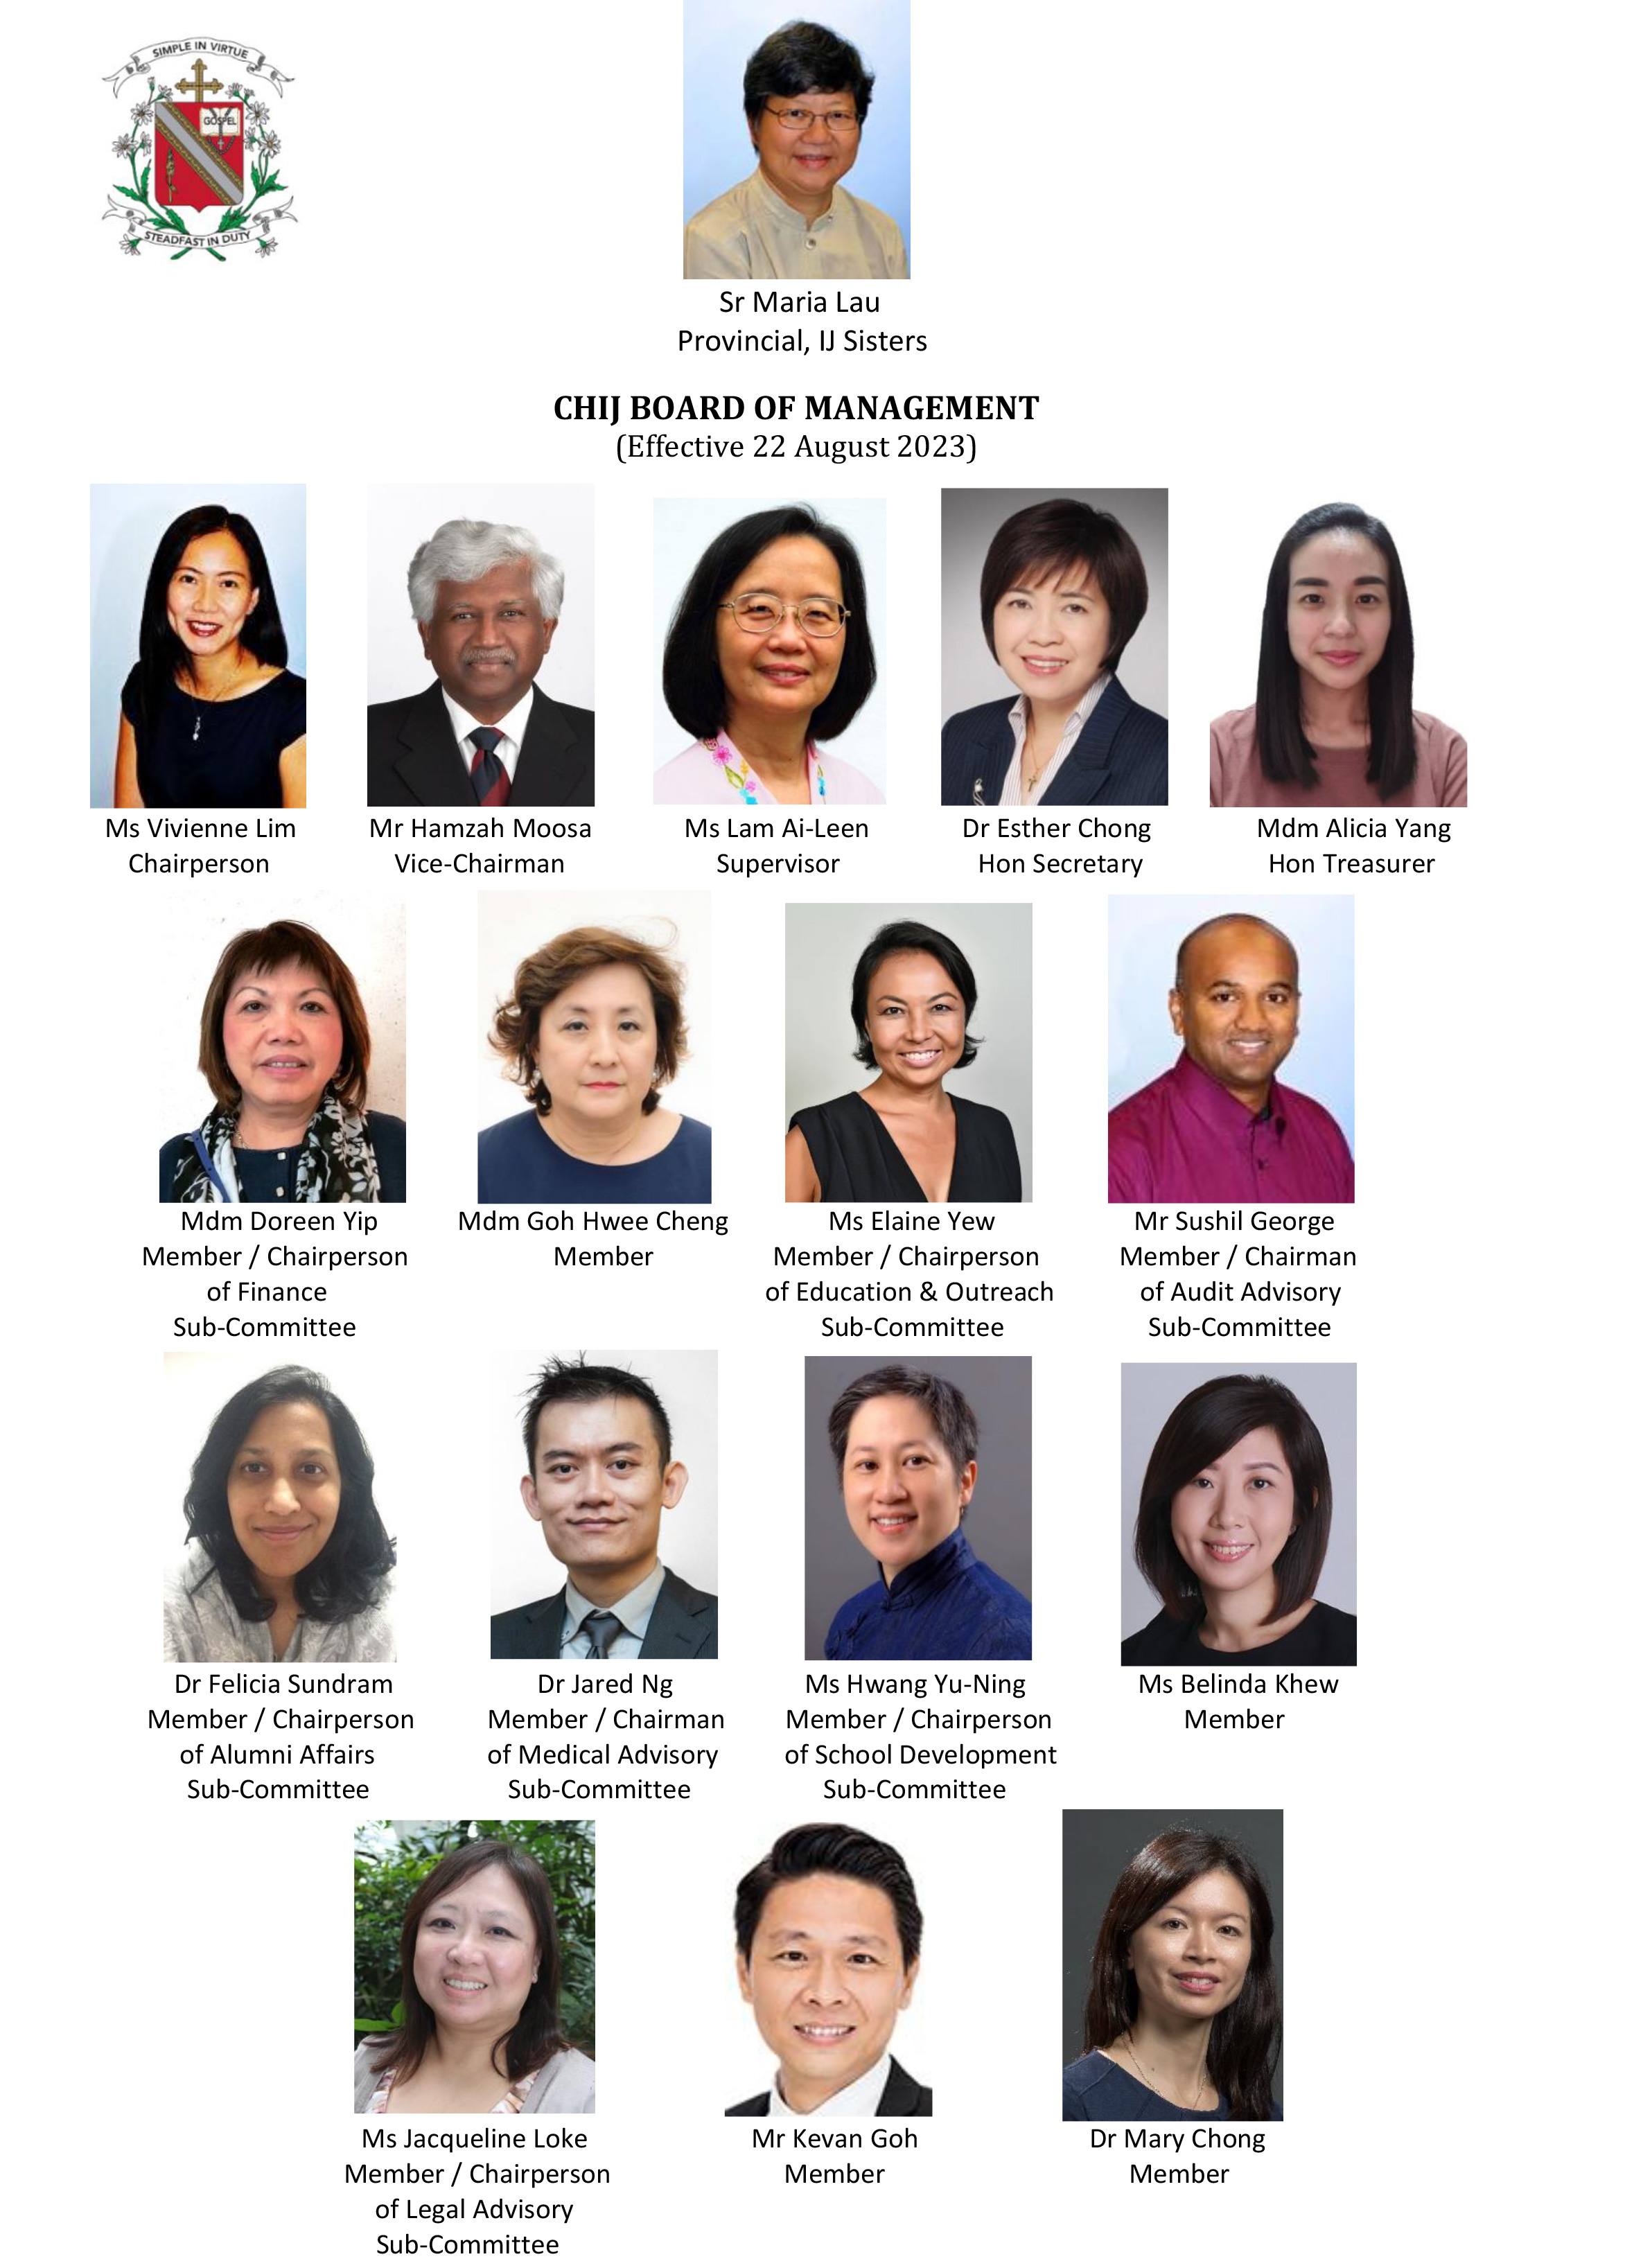 SIMPLE IN VIRTUE
GOSPEL
STEADFAST IN DUTY
Sr Maria Lau
Provincial, IJ Sisters
CHIJ BOARD OF MANAGEMENT
(Effective 22 August 2023)
Ms Vivienne Lim
Chairperson
Mr Hamzah Moosa
Vice-Chairman
Ms Lam Ai-Leen
Supervisor
Dr Esther Chong
Hon Secretary
Mdm Alicia Yang
Hon Treasurer
Mdm Doreen Yip
Member / Chairperson
of Finance
Sub-Committee
Mdm Goh Hwee Cheng
Member
Ms Elaine Yew
Member / Chairperson
of Education & Outreach
Sub-Committee
Mr Sushil George
Member / Chairman
of Audit Advisory
Sub-Committee
Dr Felicia Sundram
Member / Chairperson
of Alumni Affairs
Sub-Committee
Dr Jared Ng
Member / Chairman
of Medical Advisory
Sub-Committee
Ms Hwang Yu-Ning
Member / Chairperson
of School Development
Sub-Committee
Ms Belinda Khew
Member
Ms Jacqueline Loke
Member / Chairperson
of Legal Advisory
Sub-Committee
Mr Kevan Goh
Member
Dr Mary Chong
Member